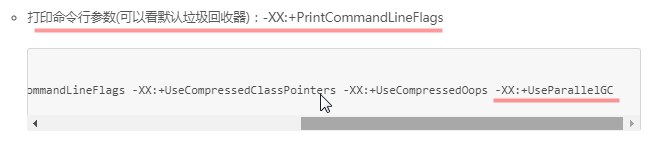 打印命令行参数(可以看默认垃圾回收器)：-XX:+PrintCommandLineFlags
ommandLineFlags -XX:+UseCompressedClassPointers -XX:+UseCompressedOops -XX:+UseParallelGC